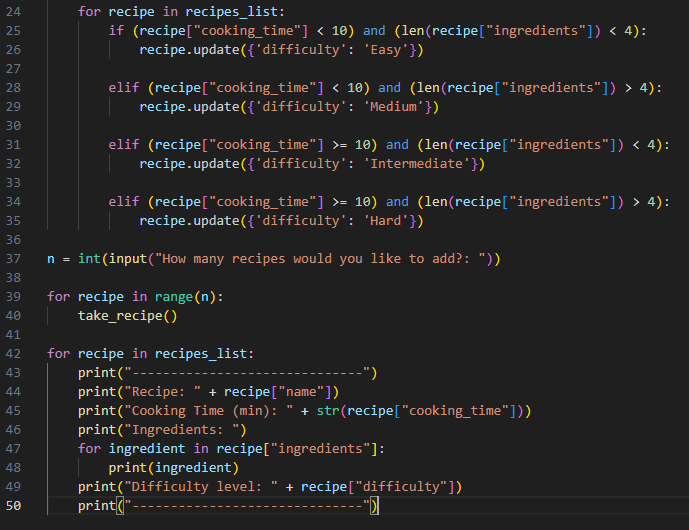 24 for recipe in recipes_list:
25 if (recipe["cooking_time"] < 10) and (len(recipe["ingredients"]) < 4):
26 recipe.update({'difficulty': 'Easy'})
27
28 elif (recipe["cooking_time"] < 10) and (len(recipe["ingredients"]) > 4):
29 recipe.update({'difficulty': 'Medium'})
30
31 elif (recipe["cooking_time"] >= 10) and (len(recipe["ingredients"]) < 4):
32 recipe.update({'difficulty': 'Intermediate'})
33
34 elif (recipe["cooking_time"] >= 10) and (len(recipe["ingredients"]) > 4):
35 recipe.update({'difficulty': 'Hard'})
36
37 n = int(input("How many recipes would you like to add?: "))
38
39 for recipe in range(n):
40 take_recipe()
41
42 for recipe in recipes_list:
43 print("------------------------------")
44 print("Recipe: " + recipe["name"])
45 print("Cooking Time (min): " + str(recipe["cooking_time"]))
46 print("Ingredients: ")
47 for ingredient in recipe["ingredients"]:
48 print(ingredient)
49 print("Difficulty level: " + recipe["difficulty"])
50 print("------------------------------")